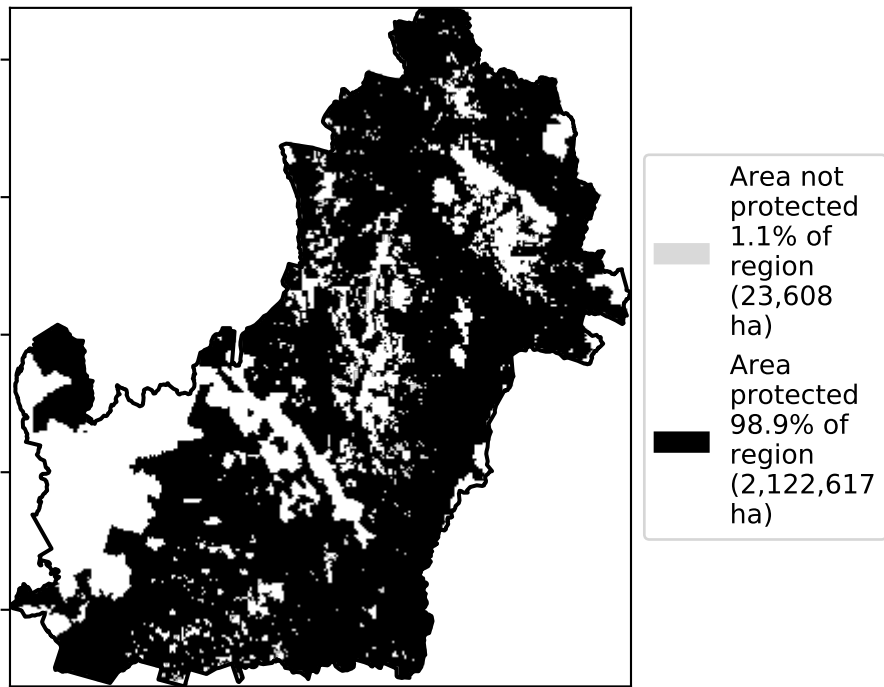 Area not
protected
1.1% of
region
(23,608
ha)
Area
protected
98.9% of
region
(2,122,617
ha)